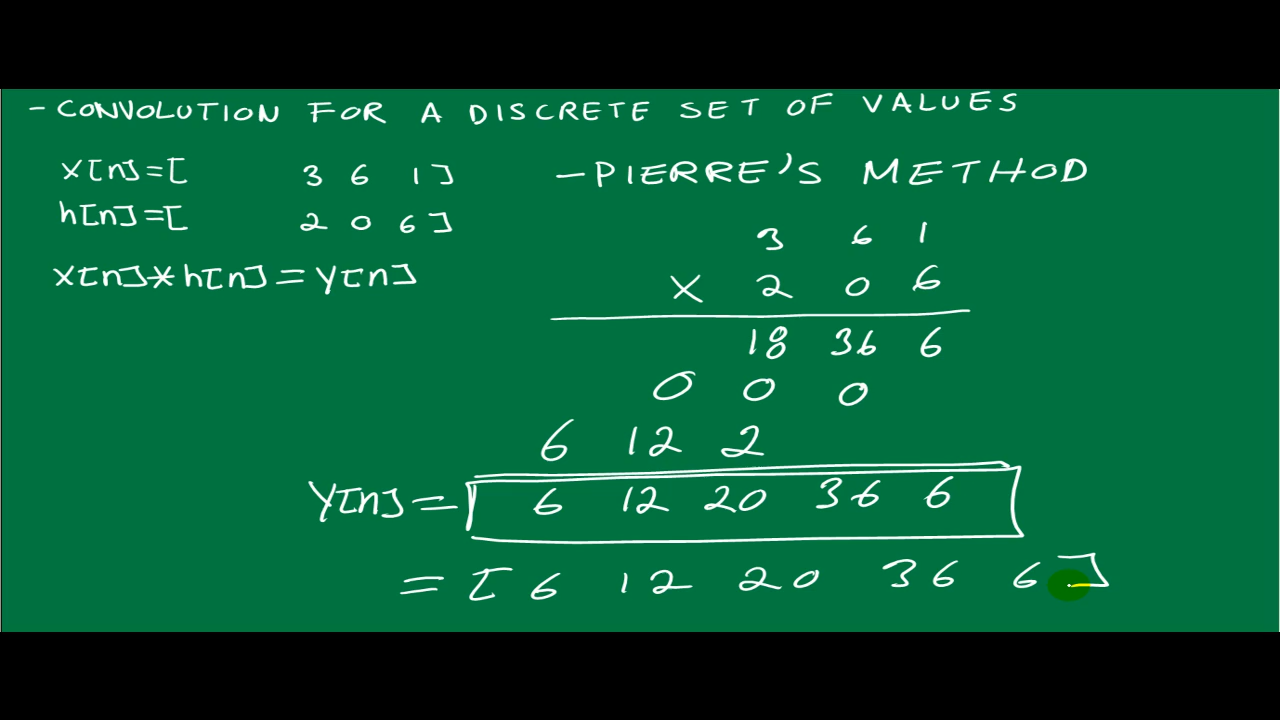 - CONVOLUTION FOR A DISCRETE SET OF VALUES
x[n]=[ 3 6 1]
h[n]=[ 2 0 6]
x[n]*h[n]=y[n]
- PIERRE'S METHOD
3 6 1
x 2 0 6
18 36 6
0 0 0
6 12 2
y[n]=[ 6 12 20 36 6
= [ 6 12 20 36 6 ]